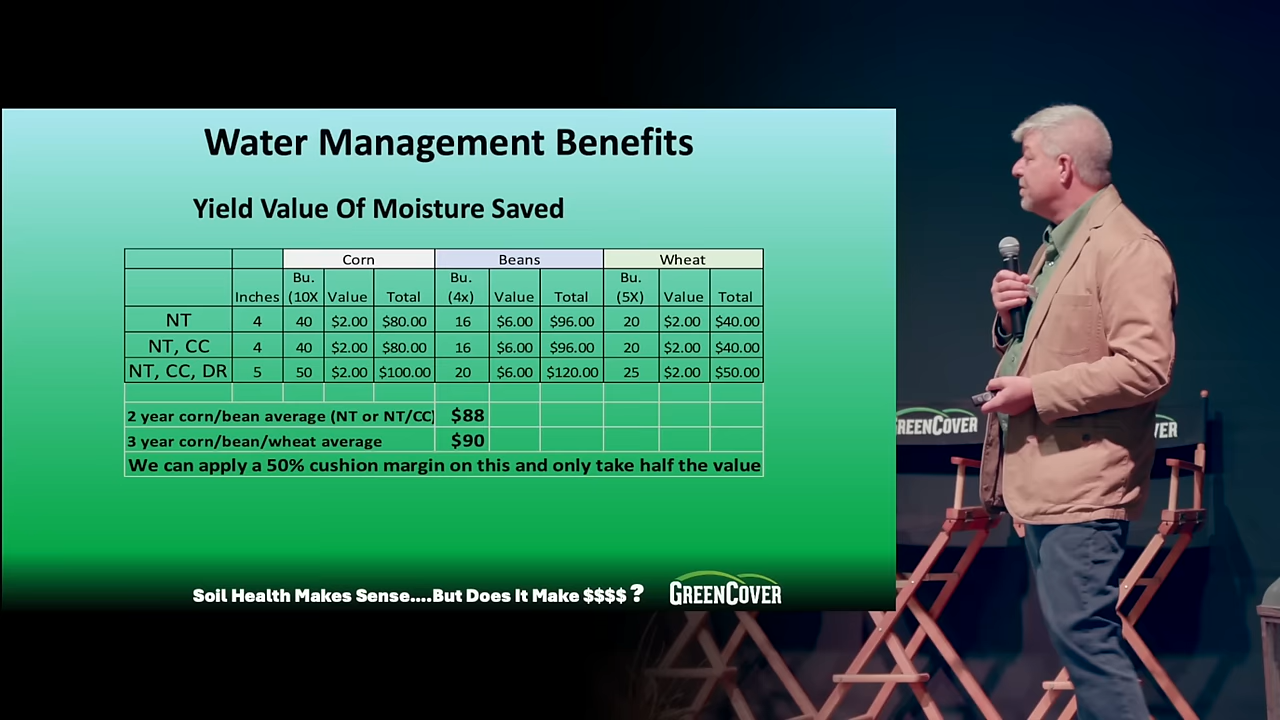 Water Management Benefits
Yield Value Of Moisture Saved
Corn Beans Wheat
Inches Bu. (10X Value Total Bu. (4x) Value Total Bu. (5X) Value Total
NT 4 40 $2.00 $80.00 16 $6.00 $96.00 20 $2.00 $40.00
NT, CC 4 40 $2.00 $80.00 16 $6.00 $96.00 20 $2.00 $40.00
NT, CC, DR 5 50 $2.00 $100.00 20 $6.00 $120.00 25 $2.00 $50.00
2 year corn/bean average (NT or NT/CC) $88
3 year corn/bean/wheat average $90
We can apply a 50% cushion margin on this and only take half the value
Soil Health Makes Sense....But Does It Make $$$$ ?
GREENCOVER
REENCOVER
ER